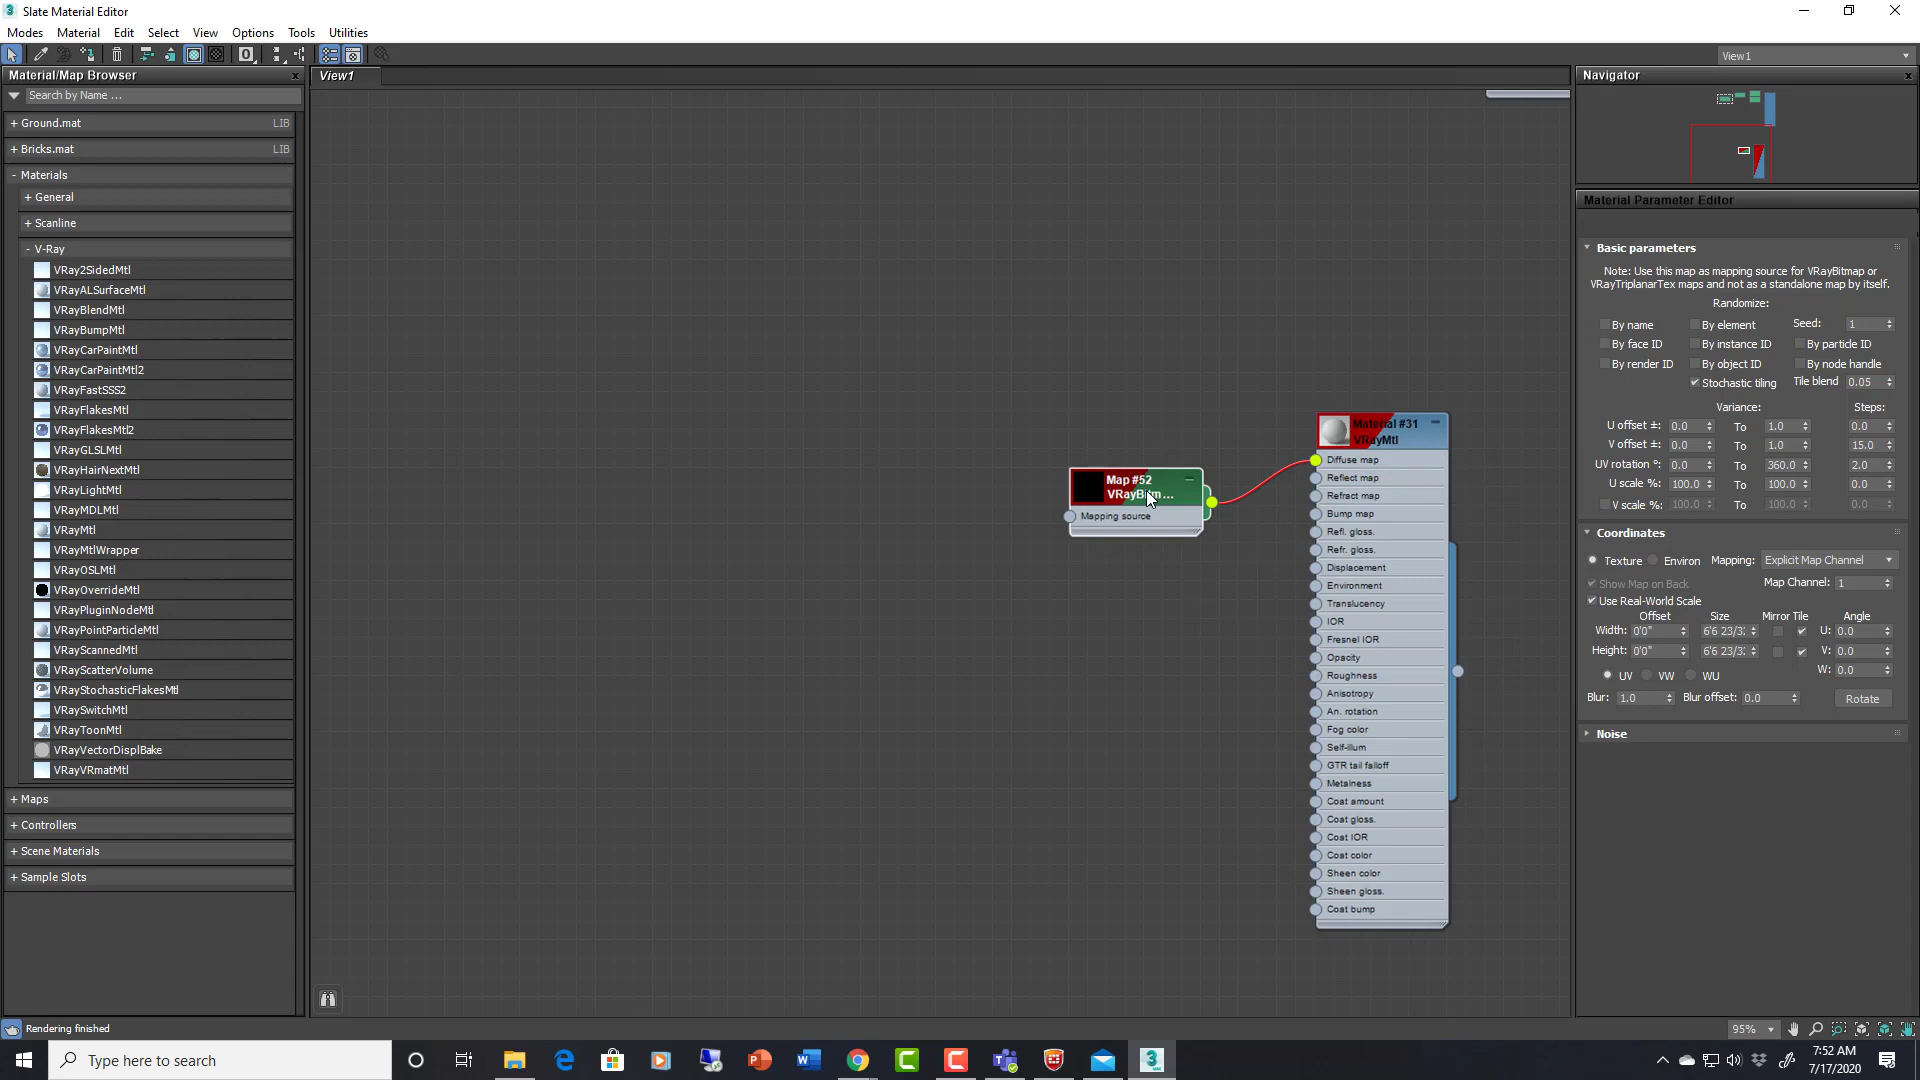 Slate Material Editor
Modes Material Edit Select View Options Tools Utilities
View1
Material/Map Browser
View1
Navigator
Search by Name ...
+ Ground.mat LIB
+ Bricks.mat LIB
- Materials
+ General
+ Scanline
- V-Ray
VRay2SidedMtl
VRayALSurfaceMtl
VRayBlendMtl
VRayBumpMtl
VRayCarPaintMtl
VRayCarPaintMtl2
VRayFastSSS2
VRayFlakesMtl
VRayFlakesMtl2
VRayGLSLMtl
VRayHairNextMtl
VRayLightMtl
VRayMDLMtl
VRayMtl
VRayMtlWrapper
VRayOSLMtl
VRayOverrideMtl
VRayPluginNodeMtl
VRayPointParticleMtl
VRayScannedMtl
VRayScatterVolume
VRayStochasticFlakesMtl
VRaySwitchMtl
VRayToonMtl
VRayVectorDisplBake
VRayVRmatMtl
+ Maps
+ Controllers
+ Scene Materials
+ Sample Slots
Map #52
VRayBitm...
Mapping source
Material #31
VRayMtl
Diffuse map
Reflect map
Refract map
Bump map
Refl. gloss.
Refr. gloss.
Displacement
Environment
Translucency
IOR
Fresnel IOR
Opacity
Roughness
Anisotropy
An. rotation
Fog color
Self-illum
GTR tail falloff
Metalness
Coat amount
Coat gloss.
Coat IOR
Coat color
Sheen color
Sheen gloss.
Coat bump
Material Parameter Editor
Basic parameters
Note: Use this map as mapping source for VRayBitmap or
VRayTriplanarTex maps and not as a standalone map by itself.
Randomize:
By name By element Seed: 1
By face ID By instance ID By particle ID
By render ID By object ID By node handle
Stochastic tiling Tile blend 0.05
Variance: Steps:
U offset ±: 0.0 To 1.0 0.0
V offset ±: 0.0 To 1.0 15.0
UV rotation °: 0.0 To 360.0 2.0
U scale %: 100.0 To 100.0 0.0
V scale %: 100.0 To 100.0 0.0
Coordinates
Texture Environ Mapping: Explicit Map Channel
Show Map on Back Map Channel: 1
Use Real-World Scale
Offset Size Mirror Tile Angle
Width: 0'0" 6'6 23/3: U: 0.0
Height: 0'0" 6'6 23/3: V: 0.0
UV VW WU W: 0.0
Blur: 1.0 Blur offset: 0.0 Rotate
Noise
Rendering finished
95%
Type here to search
7:52 AM
7/17/2020